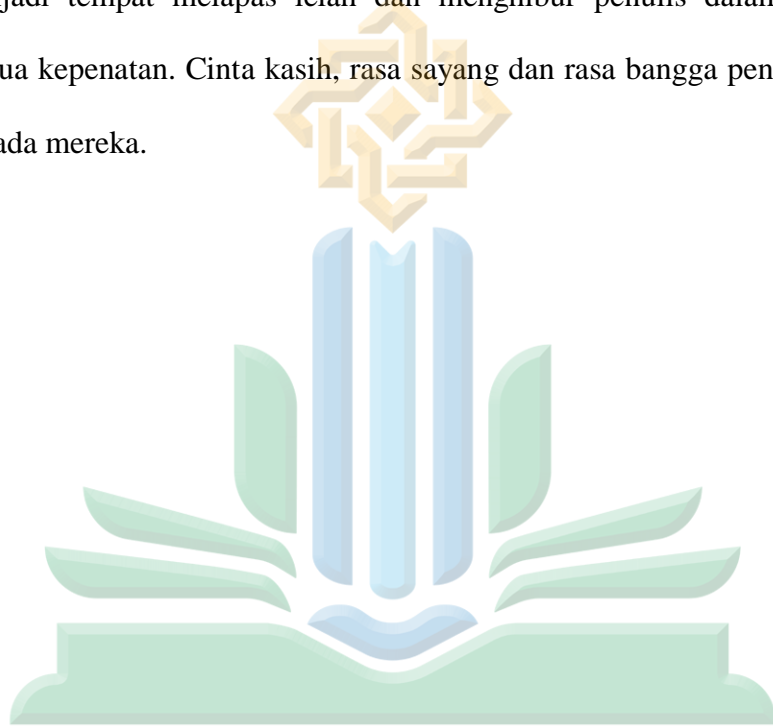 jadi tempat melapas lelah dan menghibur penulis dalam
ua kepenatan. Cinta kasih, rasa sayang dan rasa bangga pen
ada mereka.